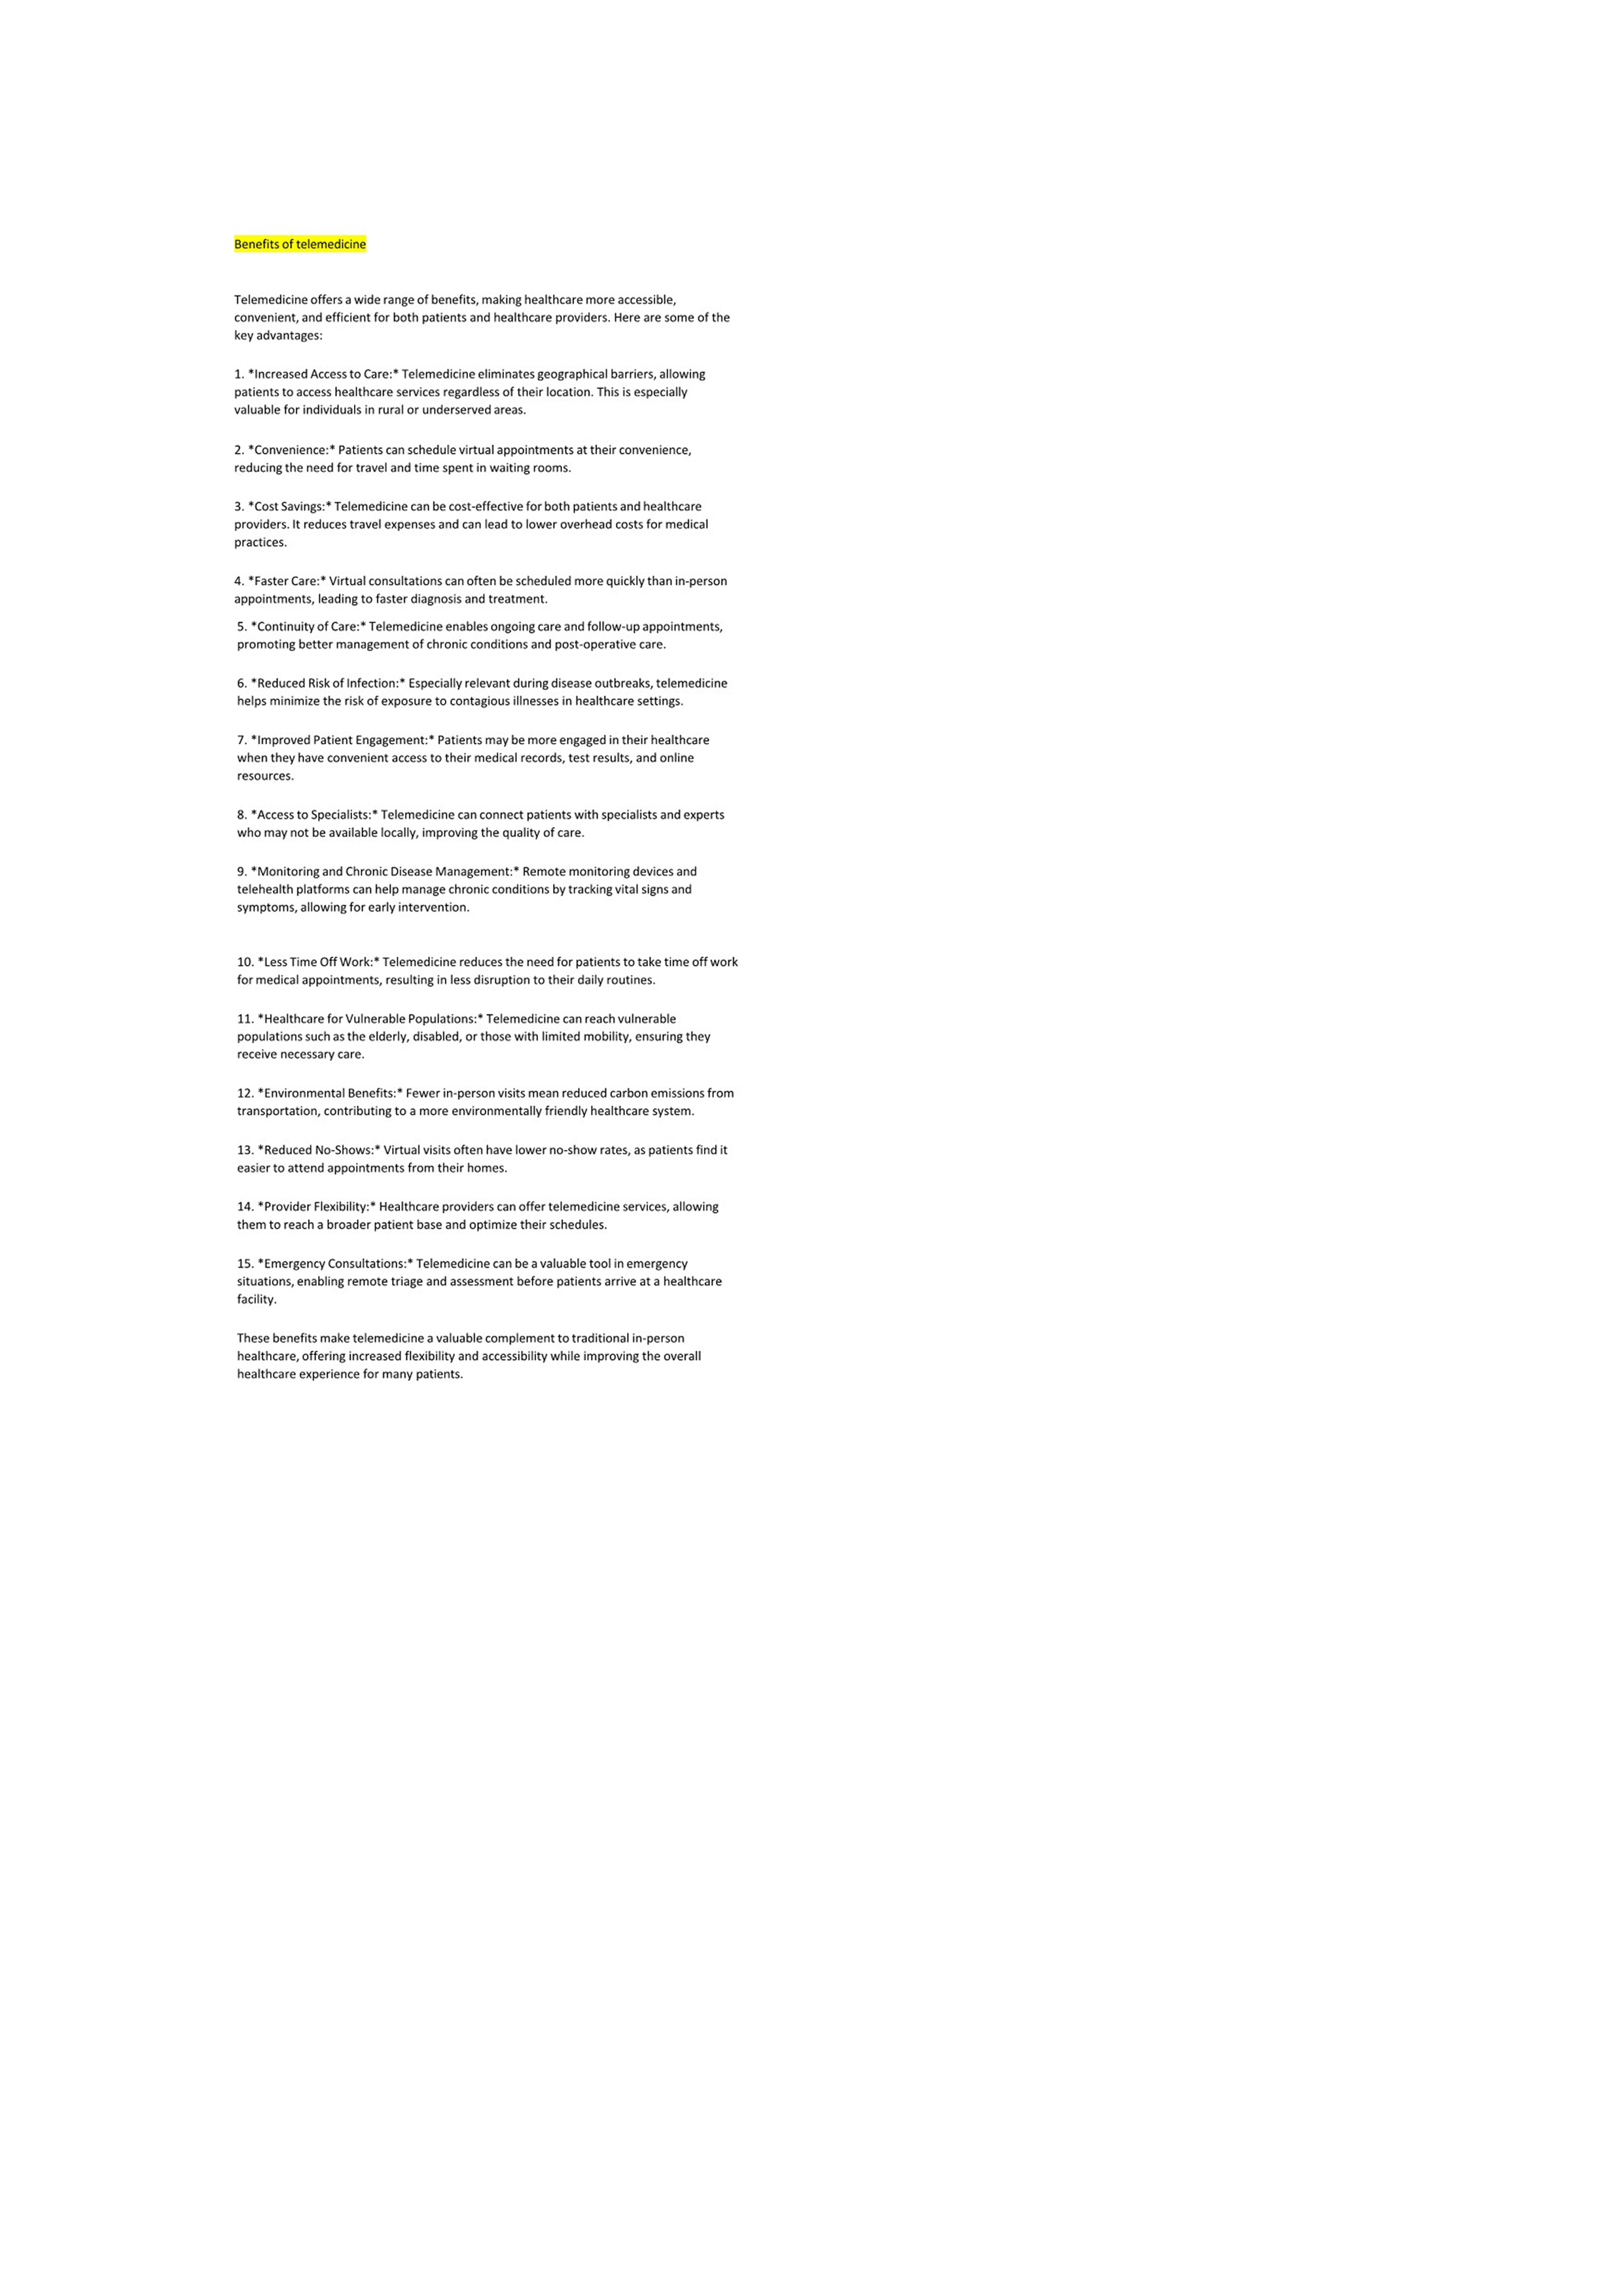 Benefits of telemedicine
Telemedicine offers a wide range of benefits, making healthcare more accessible,
convenient, and efficient for both patients and healthcare providers. Here are some of the
key advantages:
1. *Increased Access to Care:* Telemedicine eliminates geographical barriers, allowing
patients to access healthcare services regardless of their location. This is especially
valuable for individuals in rural or underserved areas.
2. *Convenience:* Patients can schedule virtual appointments at their convenience,
reducing the need for travel and time spent in waiting rooms.
3. *Cost Savings:* Telemedicine can be cost-effective for both patients and healthcare
providers. It reduces travel expenses and can lead to lower overhead costs for medical
practices.
4. *Faster Care:* Virtual consultations can often be scheduled more quickly than in-person
appointments, leading to faster diagnosis and treatment.
5. *Continuity of Care:* Telemedicine enables ongoing care and follow-up appointments,
promoting better management of chronic conditions and post-operative care.
6. *Reduced Risk of Infection:* Especially relevant during disease outbreaks, telemedicine
helps minimize the risk of exposure to contagious illnesses in healthcare settings.
7. *Improved Patient Engagement:* Patients may be more engaged in their healthcare
when they have convenient access to their medical records, test results, and online
resources.
8. *Access to Specialists:* Telemedicine can connect patients with specialists and experts
who may not be available locally, improving the quality of care.
9. *Monitoring and Chronic Disease Management:* Remote monitoring devices and
telehealth platforms can help manage chronic conditions by tracking vital signs and
symptoms, allowing for early intervention.
10. *Less Time Off Work:* Telemedicine reduces the need for patients to take time off work
for medical appointments, resulting in less disruption to their daily routines.
11. *Healthcare for Vulnerable Populations:* Telemedicine can reach vulnerable
populations such as the elderly, disabled, or those with limited mobility, ensuring they
receive necessary care.
12. *Environmental Benefits:* Fewer in-person visits mean reduced carbon emissions from
transportation, contributing to a more environmentally friendly healthcare system.
13. *Reduced No-Shows:* Virtual visits often have lower no-show rates, as patients find it
easier to attend appointments from their homes.
14. *Provider Flexibility:* Healthcare providers can offer telemedicine services, allowing
them to reach a broader patient base and optimize their schedules.
15. *Emergency Consultations:* Telemedicine can be a valuable tool in emergency
situations, enabling remote triage and assessment before patients arrive at a healthcare
facility.
These benefits make telemedicine a valuable complement to traditional in-person
healthcare, offering increased flexibility and accessibility while improving the overall
healthcare experience for many patients.